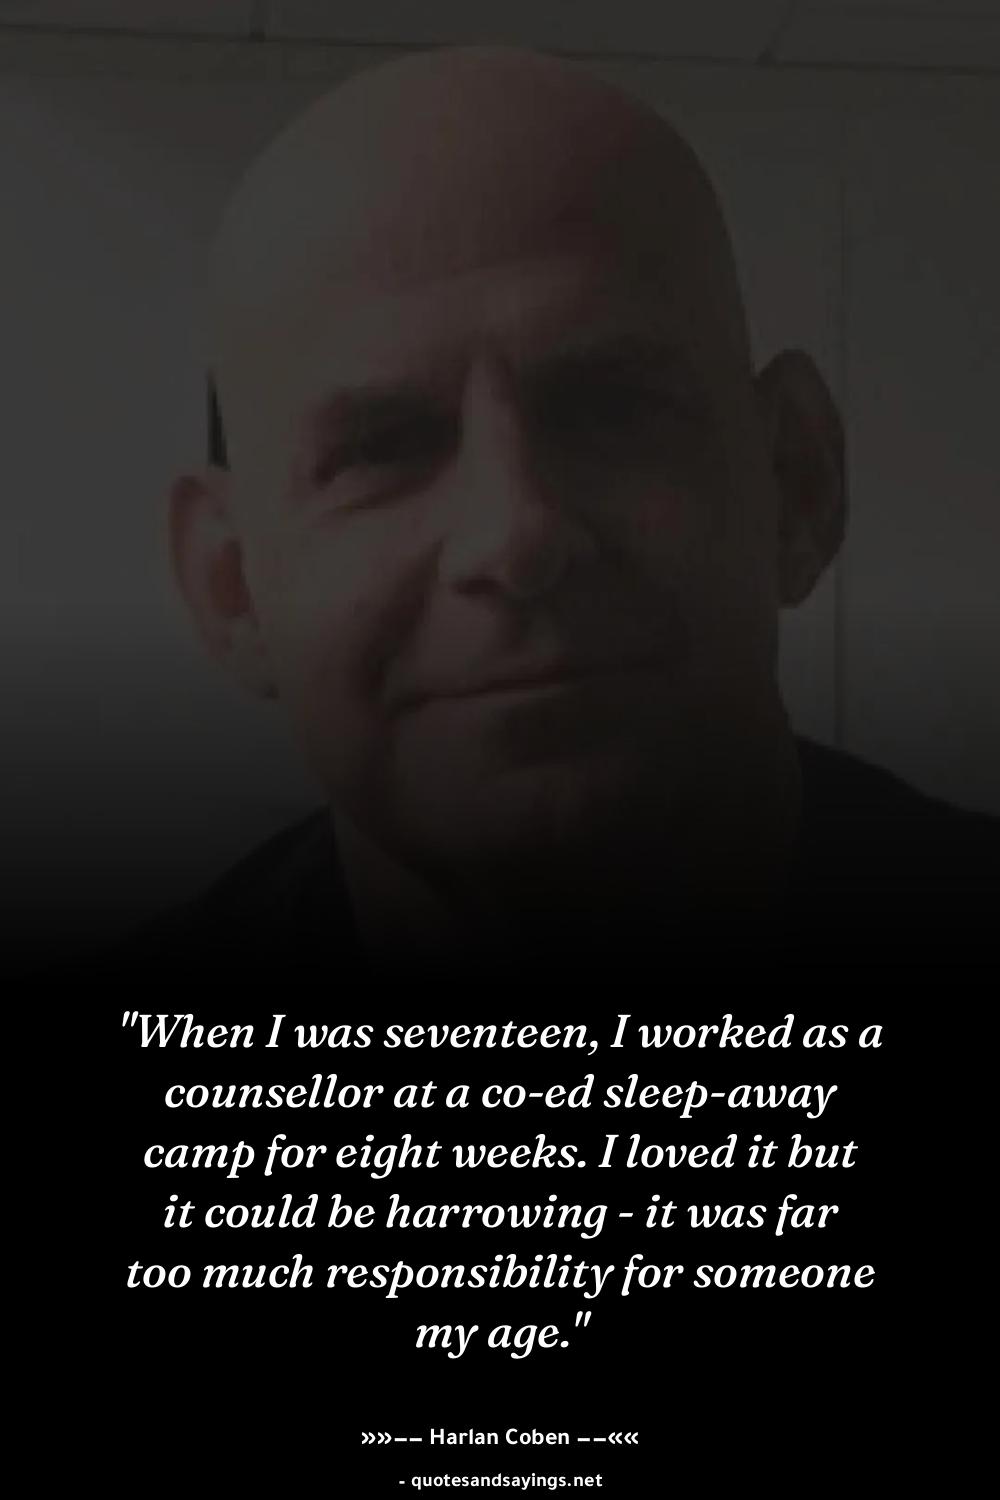 "When I was seventeen, I worked as a
counsellor at a co-ed sleep-away
camp for eight weeks. I loved it but
it could be harrowing - it was far
too much responsibility for someone
my age."
»»–– Harlan Coben ––««
- quotesandsayings.net